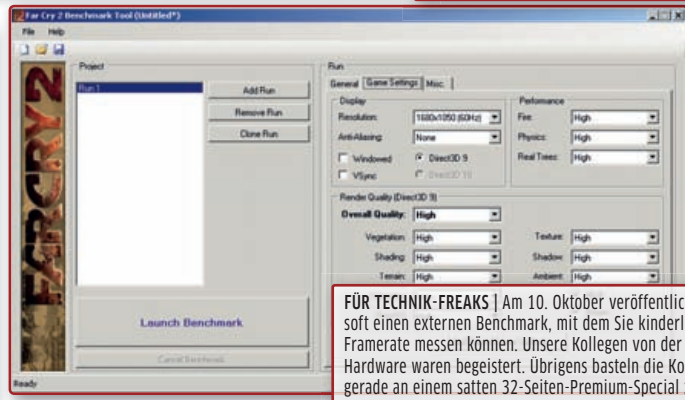 Far Cry 2 Benchmark Tool (Untitled*)
File Help
Project
Run 1
Add Run
Remove Run
Clone Run
Launch Benchmark
Cancel Benchmark
Ready
FARCRY 2
Run
General Game Settings Misc.
Display
Resolution: 1680x1050 (60Hz)
Anti-Aliasing: None
Windowed Direct3D 9
VSync Direct3D 10
Performance
Fire: High
Physics: High
Real Trees: High
Render Quality (Direct3D 9)
Overall Quality: High
Vegetation: High Texture: High
Shading: High Shadow: High
Terrain: High Ambient: High
FÜR TECHNIK-FREAKS | Am 10. Oktober veröffentlic
soft einen externen Benchmark, mit dem Sie kinderl
Framerate messen können. Unsere Kollegen von der
Hardware waren begeistert. Übrigens basteln die Ko
gerade an einem satten 32-Seiten-Premium-Special